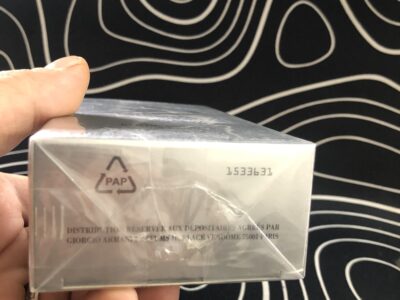 PAP
1533631
DISTRIBUTION RESERVEE AUX DEPOSITAIRES AGREES PAR
GIORGIO ARMANI PLACE VENDOME 75001 PARIS